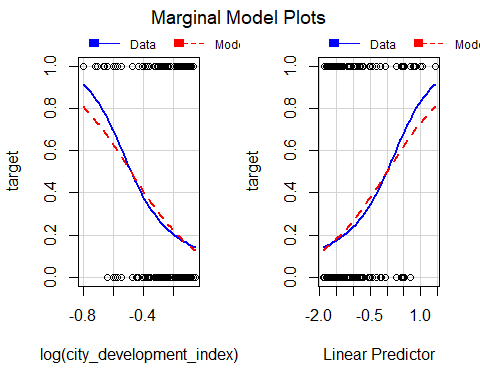 Marginal Model Plots
Data Mode
Data Mode
target
1.0
0.8
0.6
0.4
0.2
0.0
-0.8 -0.4
log(city_development_index)
target
1.0
0.8
0.6
0.4
0.2
0.0
-2.0 -0.5 1.0
Linear Predictor